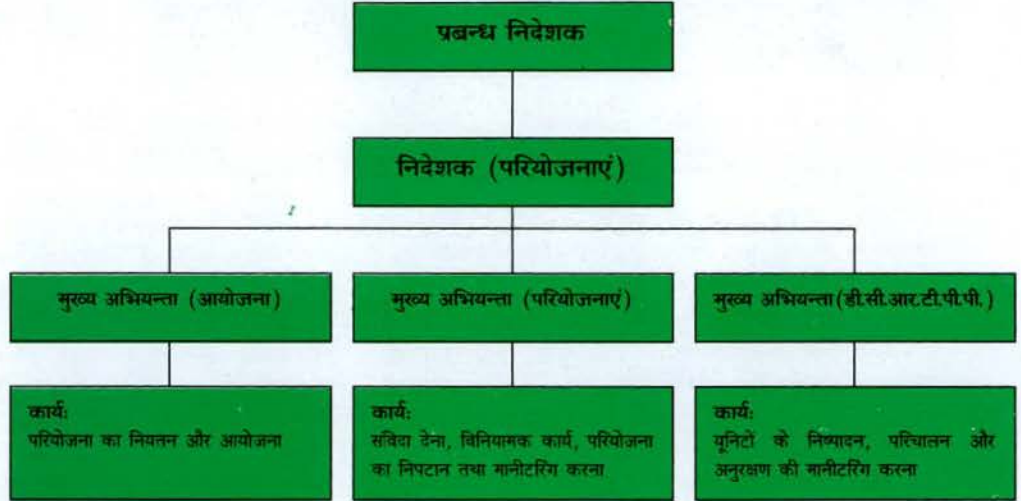 प्रबन्ध निदेशक
निदेशक (परियोजनाएं)
मुख्य अभियन्ता (आयोजना)
मुख्य अभियन्ता (परियोजनाएं)
मुख्य अभियन्ता (डी.सी.आर.टी.पी.पी.)
कार्य:
परियोजना का नियतन और आयोजना
कार्य:
संविदा देना, विनियामक कार्य, परियोजना
का निपटान तथा मानीटरिंग करना
कार्य:
यूनिटों के निष्पादन, परिचालन और
अनुरक्षण की मानीटरिंग करना